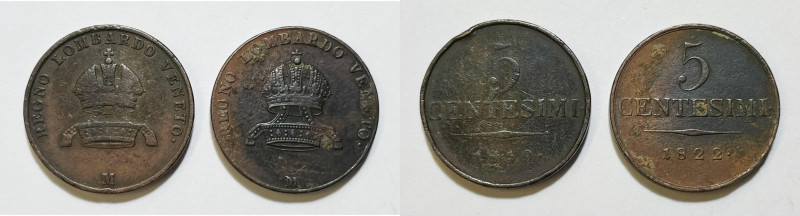 REGNO LOMBARDO VENETO.
M
REGNO LOMBARDO VENETO.
M
5
CENTESIMI
5
CENTESIMI
1822.